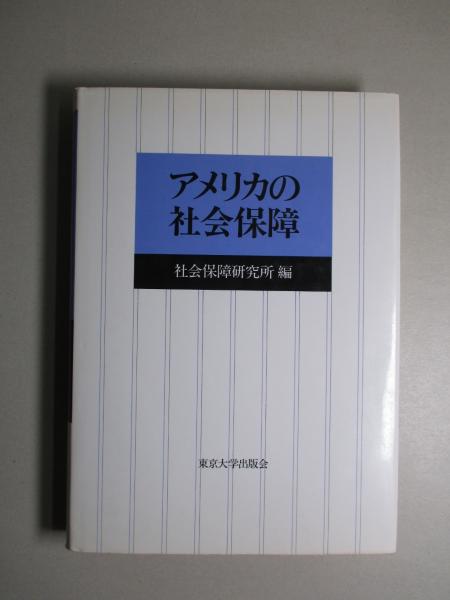 アメリカの
社会保障
社会保障研究所 編
東京大学出版会